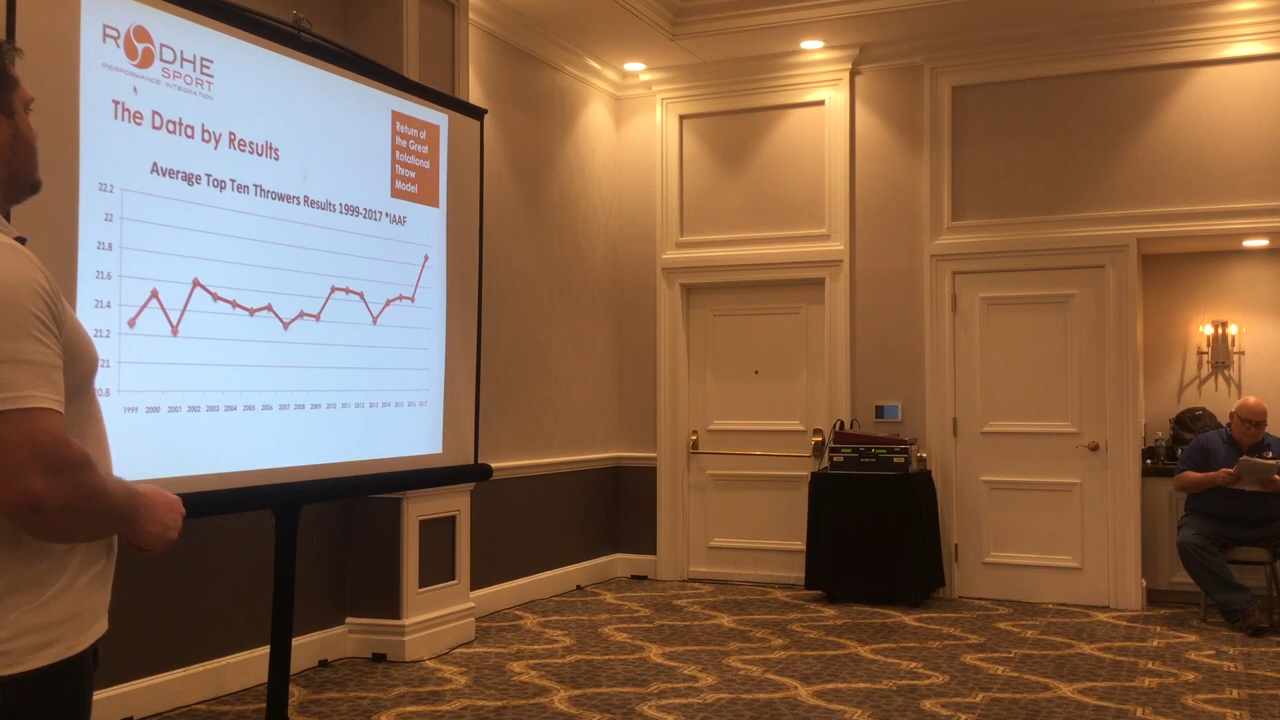 RODHE
SPORT
PERFORMANCE INTEGRATION
The Data by Results
Return of
the Great
Rotational
Throw
Model
Average Top Ten Throwers Results 1999-2017 *IAAF
22.2
22
21.8
21.6
21.4
21.2
21
20.8
1999 2000 2001 2002 2003 2004 2005 2006 2007 2008 2009 2010 2011 2012 2013 2014 2015 2016 2017